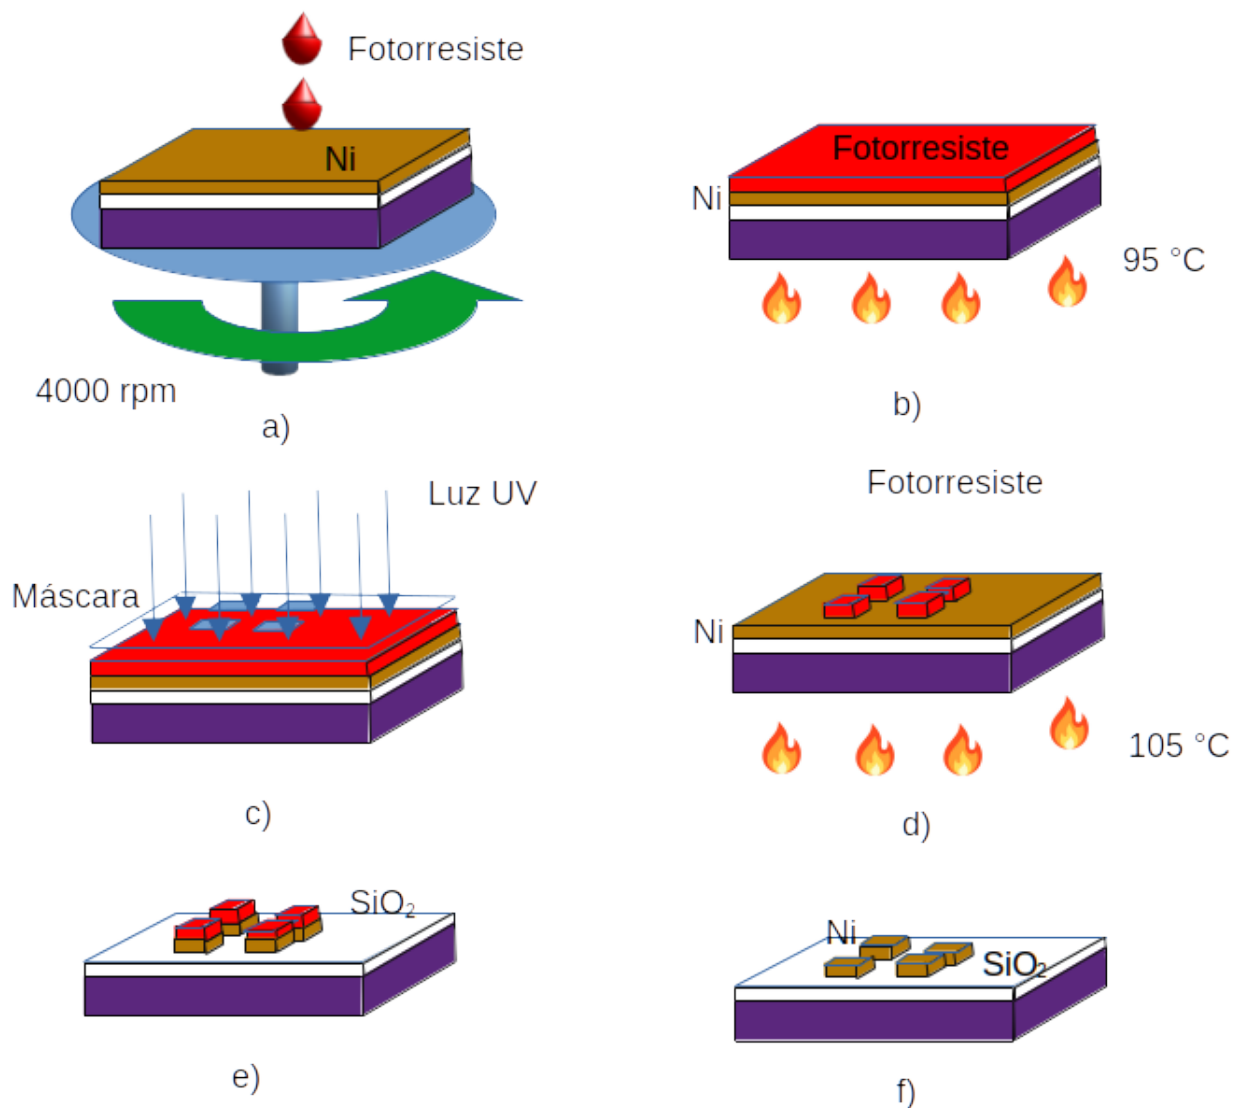 Fotorresiste
Ni
4000 rpm
a)
Fotorresiste
Ni
95 °C
b)
Luz UV
Máscara
c)
Fotorresiste
Ni
105 °C
d)
SiO₂
e)
Ni
SiO₂
f)